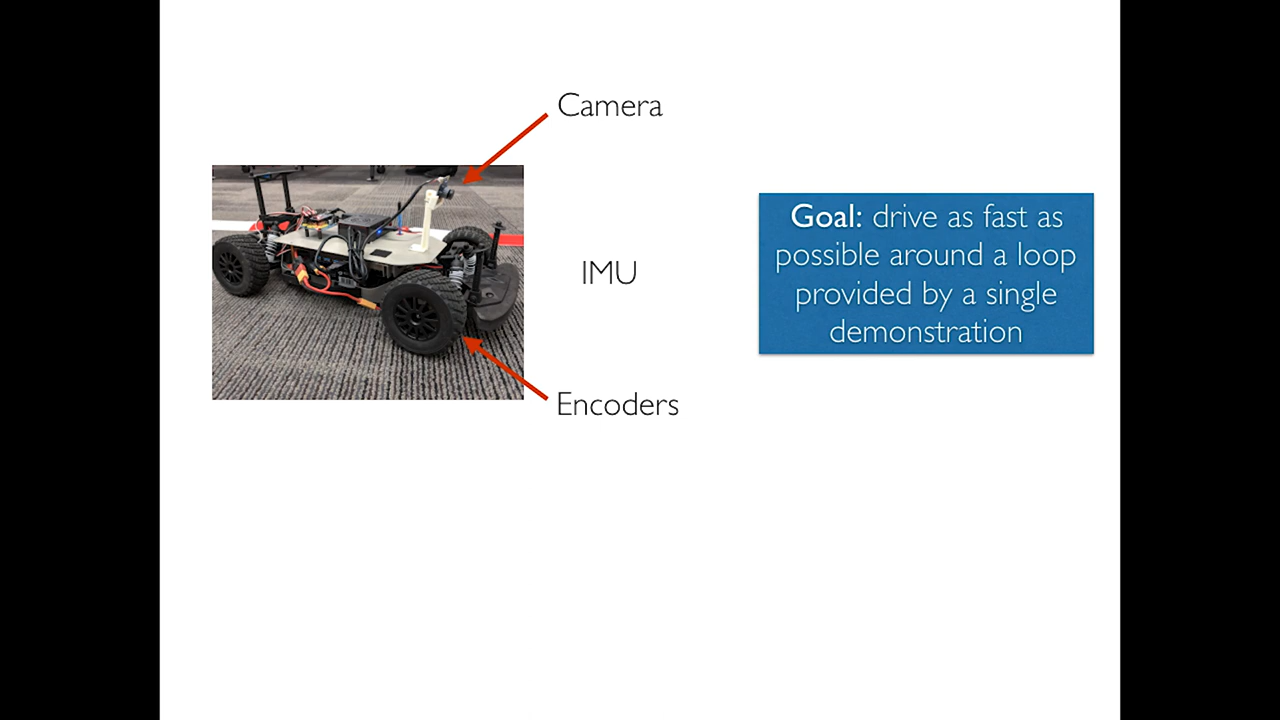 Camera
IMU
Encoders
Goal: drive as fast as
possible around a loop
provided by a single
demonstration